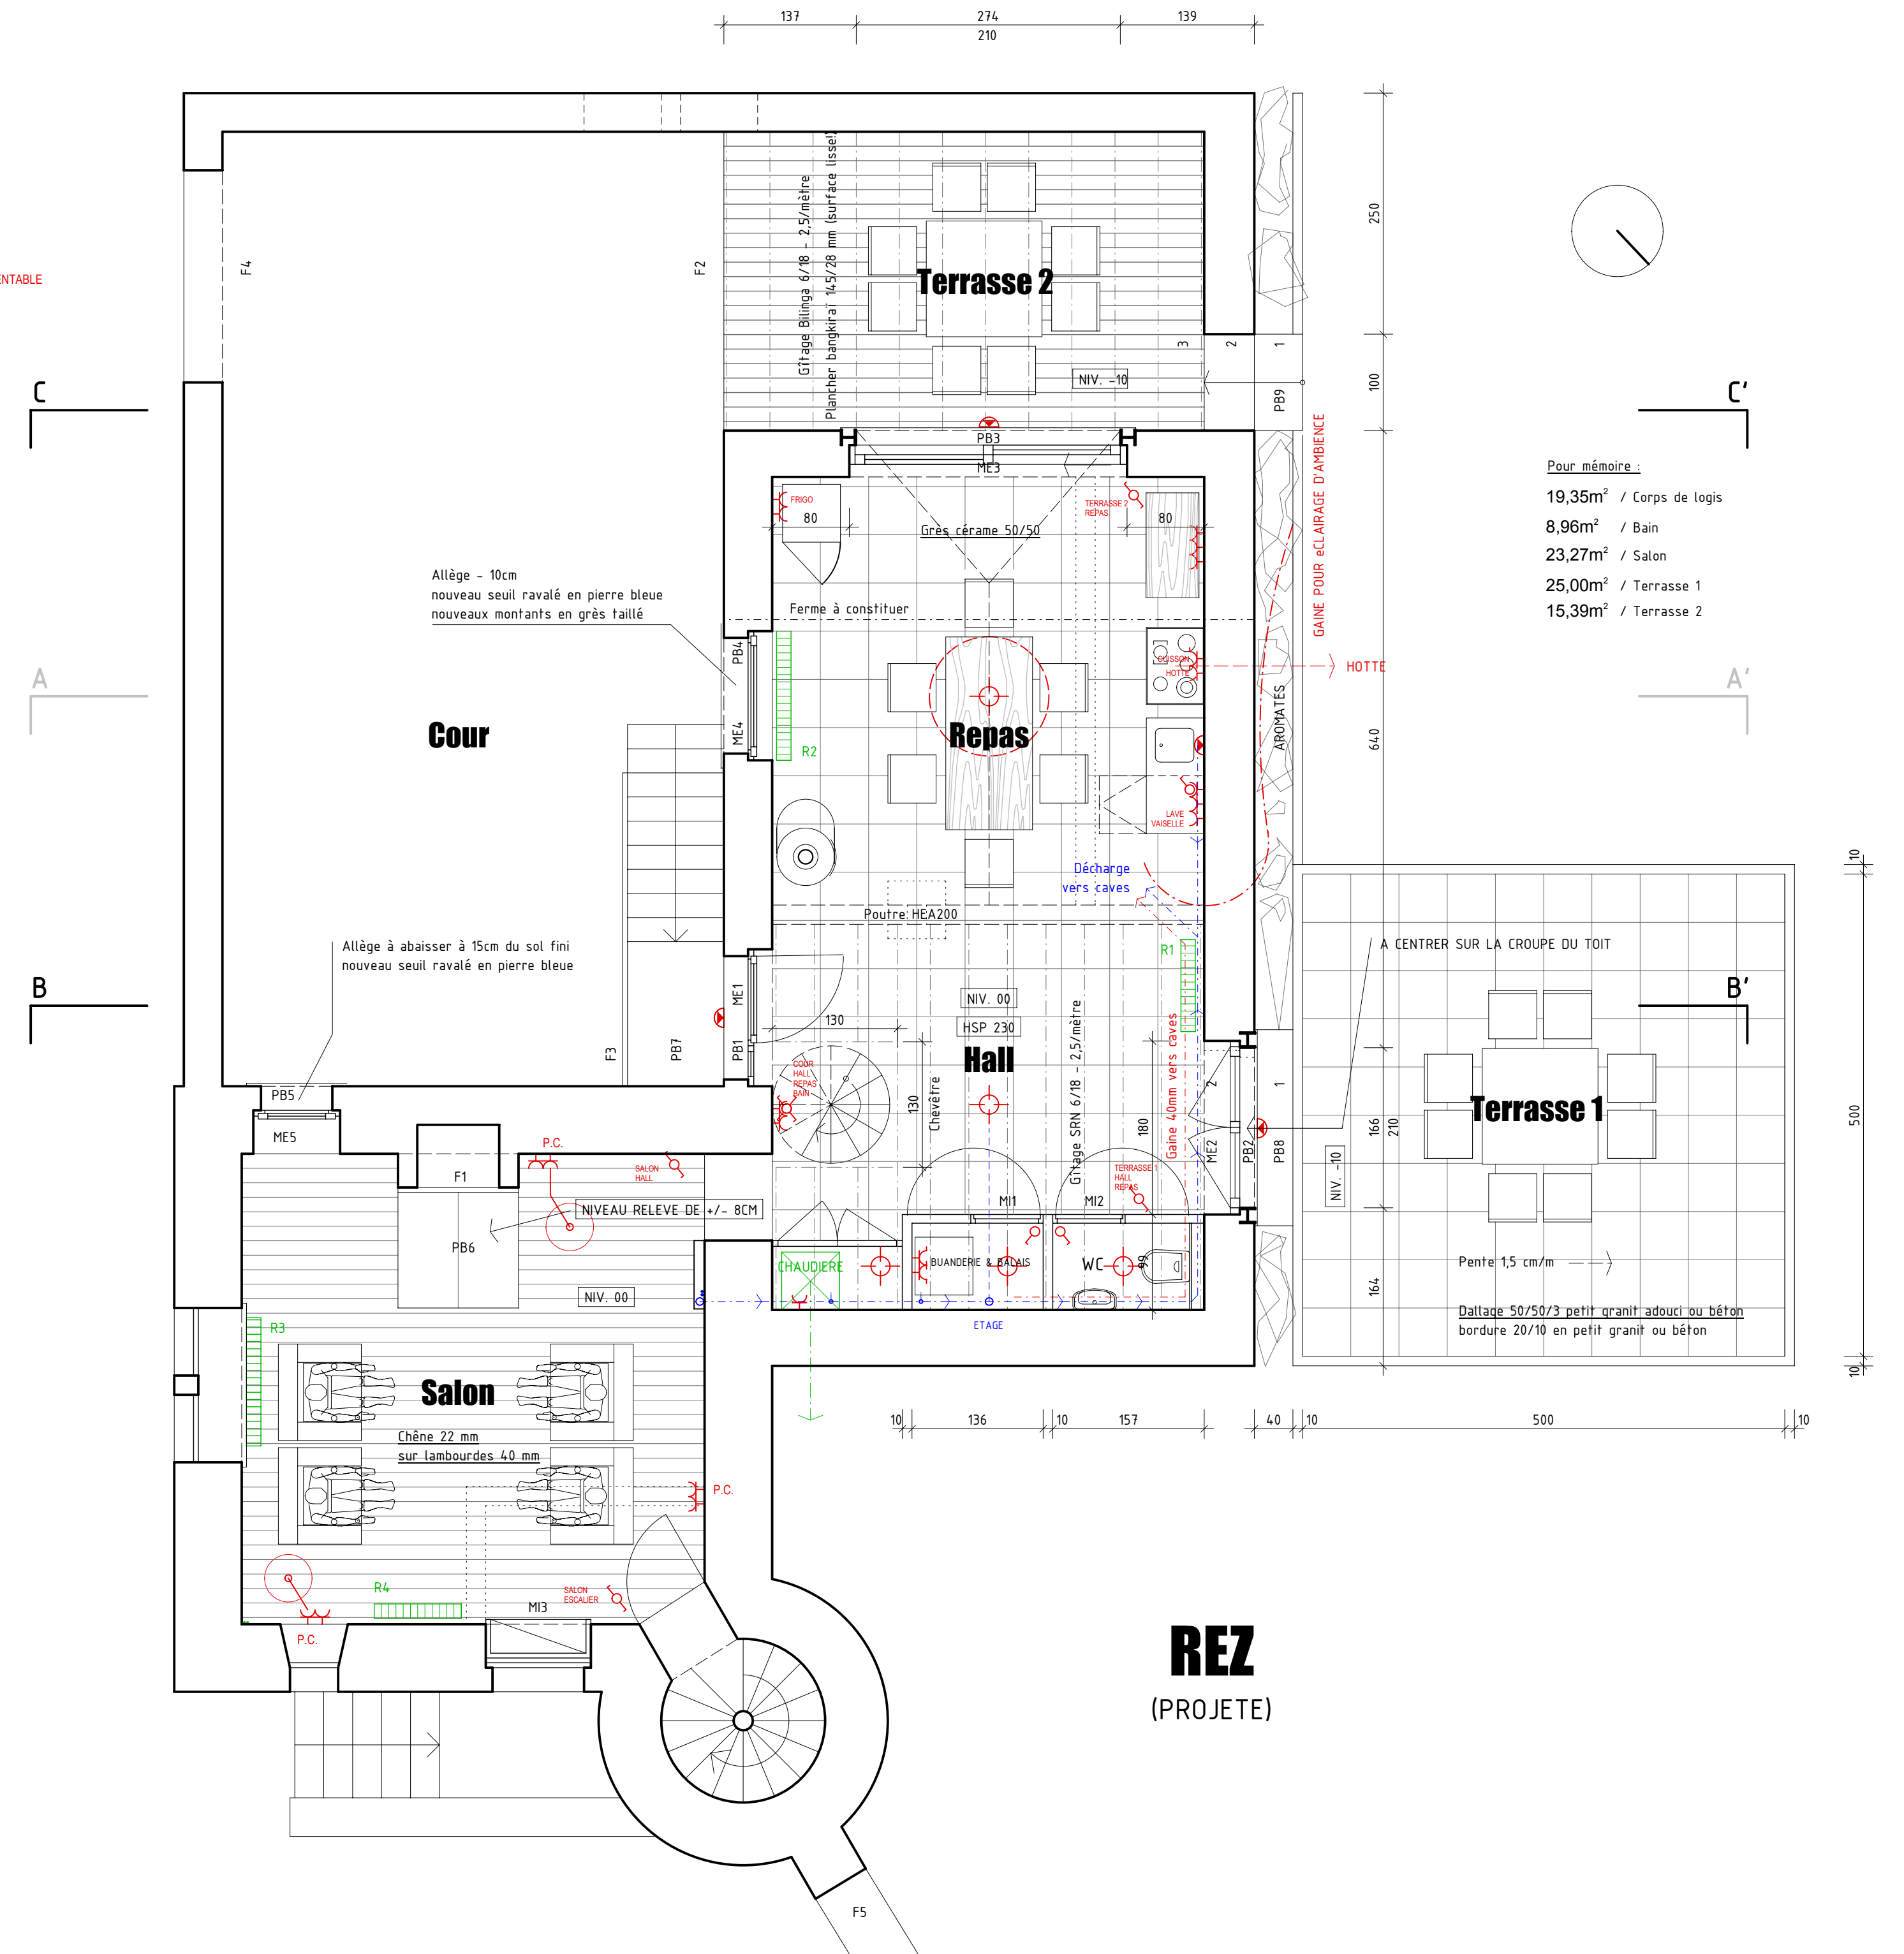 137
274
139
210
ENTABLE
F4
F2
Gîtage Bilinga 6/18 - 2,5/mètre
Plancher bangkiraï 145/28 mm (surface lisse!)
Terrasse 2
250
3
2
1
NIV. -10
PB9
100
C
C'
PB3
ME3
GAINE POUR eCLAIRAGE D'AMBIENCE
Pour mémoire :
19,35m² / Corps de logis
8,96m² / Bain
23,27m² / Salon
25,00m² / Terrasse 1
15,39m² / Terrasse 2
FRIGO
80
TERRASSE 2
REPAS
80
Grès cérame 50/50
Allège - 10cm
nouveau seuil ravalé en pierre bleue
nouveaux montants en grès taillé
Ferme à constituer
PB4
ME4
R2
CUISSON
HOTTE
HOTTE
A
A'
Cour
Repas
AROMATES
640
LAVE
VAISELLE
Décharge
vers caves
Poutre: HEA200
10
Allège à abaisser à 15cm du sol fini
nouveau seuil ravalé en pierre bleue
R1
A CENTRER SUR LA CROUPE DU TOIT
B
B'
ME1
NIV. 00
130
HSP 230
Hall
F3
PB7
PB1
COUR
HALL
REPAS
BAIN
130
Chevêtre
Gîtage SRN 6/18 - 2,5/mètre
180
Gaine 40mm vers caves
2
1
ME2
PB2
PB8
166
210
Terrasse 1
500
NIV. -10
PB5
ME5
P.C.
SALON
HALL
F1
NIVEAU RELEVE DE +/- 8CM
PB6
TERRASSE 1
HALL
REPAS
MI1
MI2
CHAUDIERE
BUANDERIE & BALAIS
WC
99
Pente 1,5 cm/m
NIV. 00
164
ETAGE
Dallage 50/50/3 petit granit adouci ou béton
bordure 20/10 en petit granit ou béton
R3
10
Salon
10
136
10
157
40
10
500
10
Chêne 22 mm
sur lambourdes 40 mm
P.C.
R4
SALON
ESCALIER
MI3
P.C.
REZ
(PROJETE)
F5